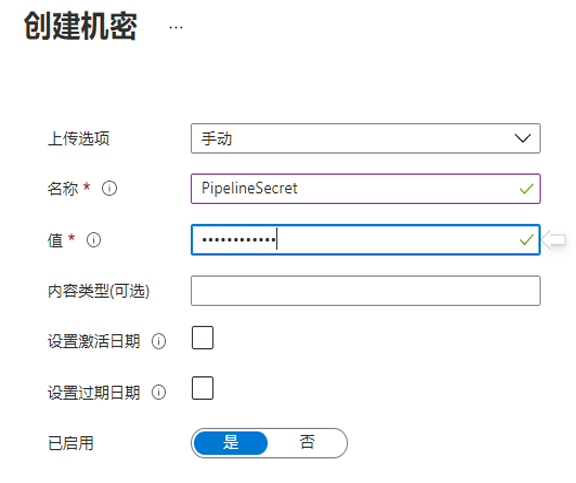 创建机密 ...
上传选项 手动
名称 * PipelineSecret
值 * ••••••••••••
内容类型(可选)
设置激活日期
设置过期日期
已启用 是 否